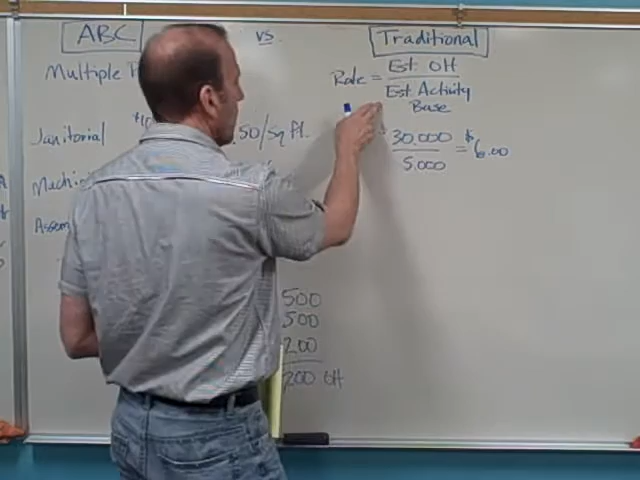 ABC
vs
Traditional
Multiple
Rate = Est OH
Est Activity
Base
Janitorial
.50/sq ft.
30,000
5,000
= $6.00
500
500
200
200 OH